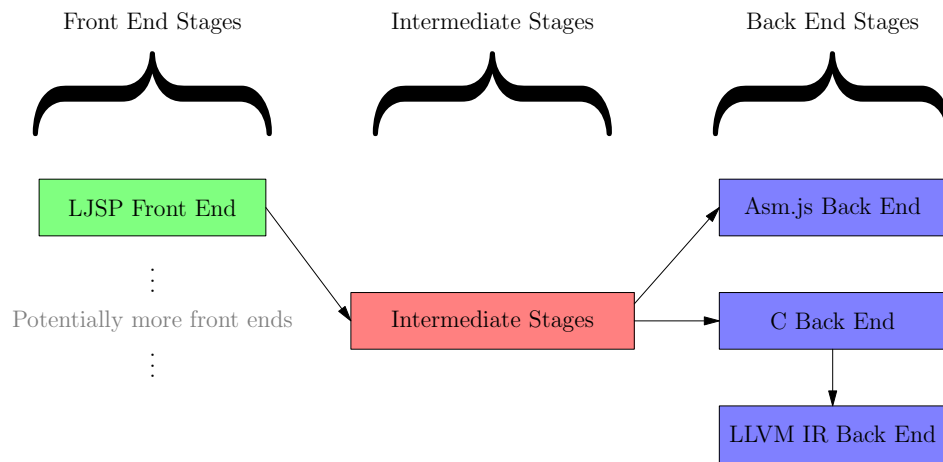 Front End Stages
Intermediate Stages
Back End Stages
LJSP Front End
Asm.js Back End
Potentially more front ends
Intermediate Stages
C Back End
LLVM IR Back End